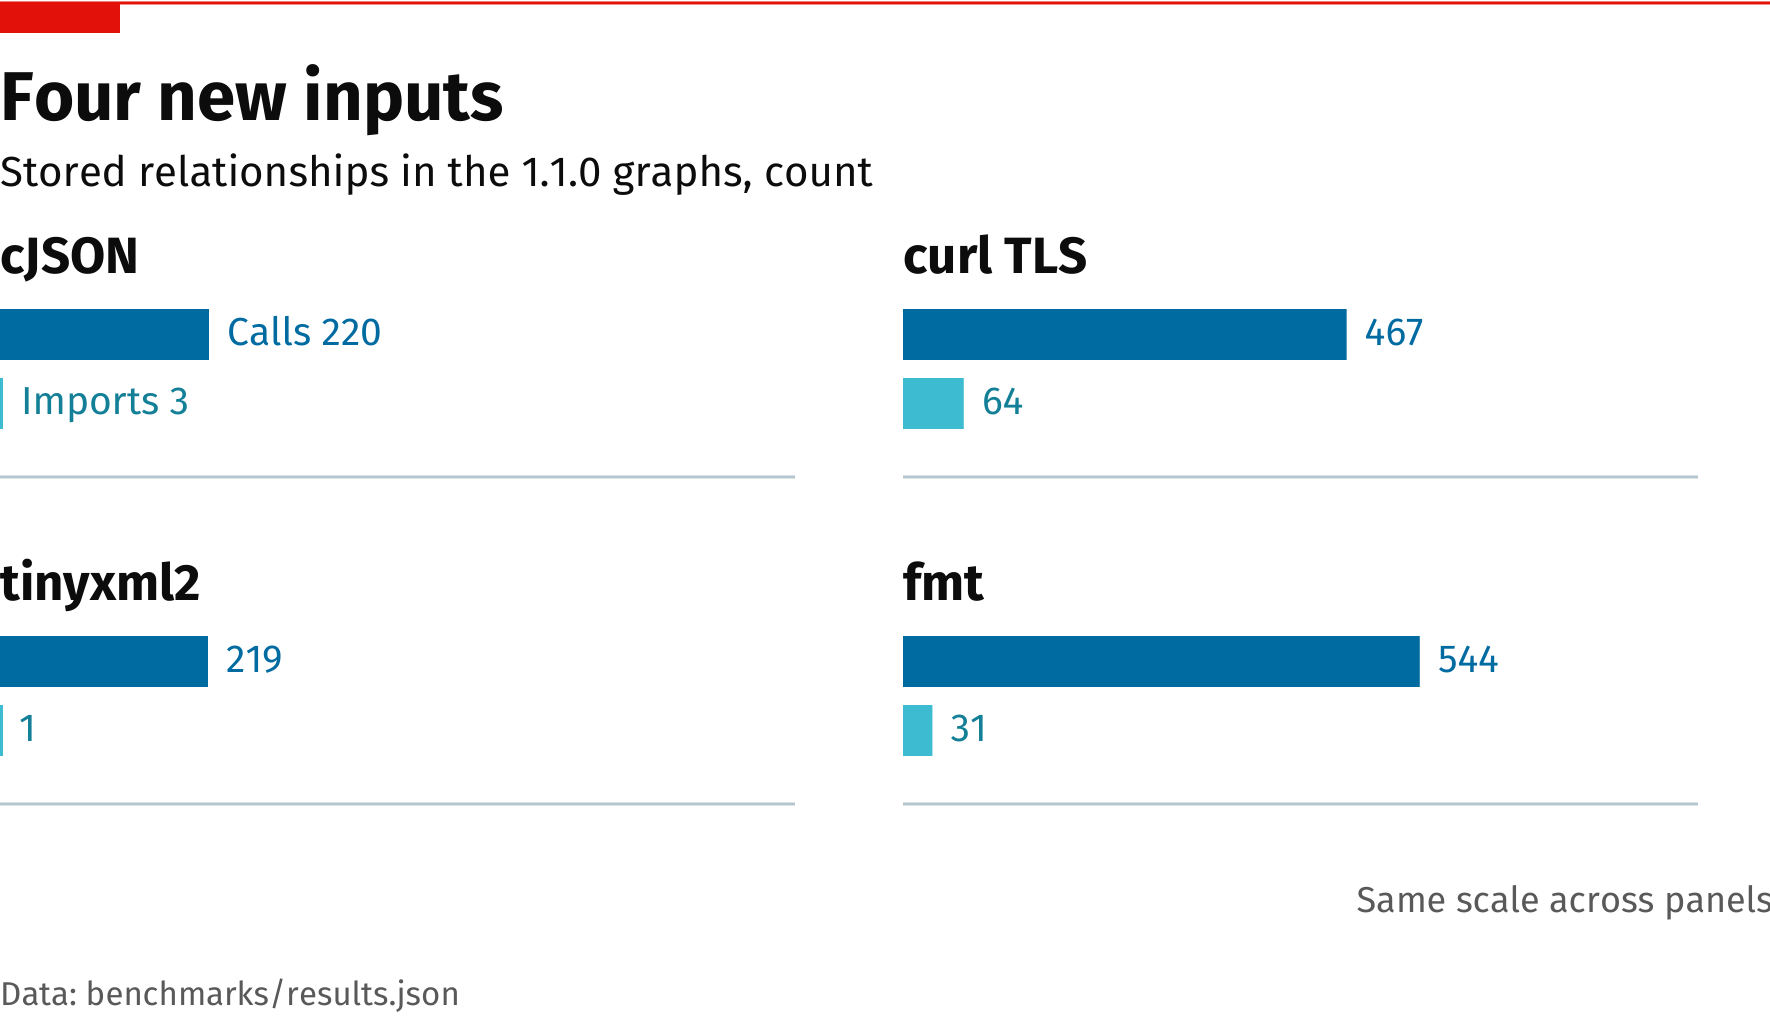 Four new inputs
Stored relationships in the 1.1.0 graphs, count
cJSON
Calls 220
Imports 3
curl TLS
467
64
tinyxml2
219
1
fmt
544
31
Same scale across panels
Data: benchmarks/results.json